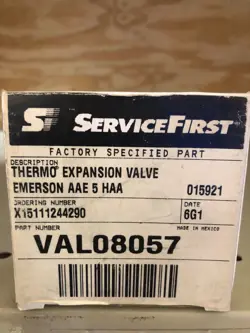 SF ServiceFirst
FACTORY SPECIFIED PART
DESCRIPTION
THERMO EXPANSION VALVE
EMERSON AAE 5 HAA 015921
ORDERING NUMBER DATE
X15111244290 6G1
PART NUMBER MADE IN MEXICO
VAL08057